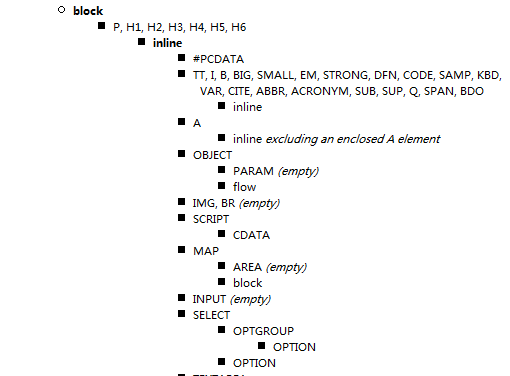 block
P, H1, H2, H3, H4, H5, H6
inline
#PCDATA
TT, I, B, BIG, SMALL, EM, STRONG, DFN, CODE, SAMP, KBD,
VAR, CITE, ABBR, ACRONYM, SUB, SUP, Q, SPAN, BDO
inline
A
inline excluding an enclosed A element
OBJECT
PARAM (empty)
flow
IMG, BR (empty)
SCRIPT
CDATA
MAP
AREA (empty)
block
INPUT (empty)
SELECT
OPTGROUP
OPTION
OPTION